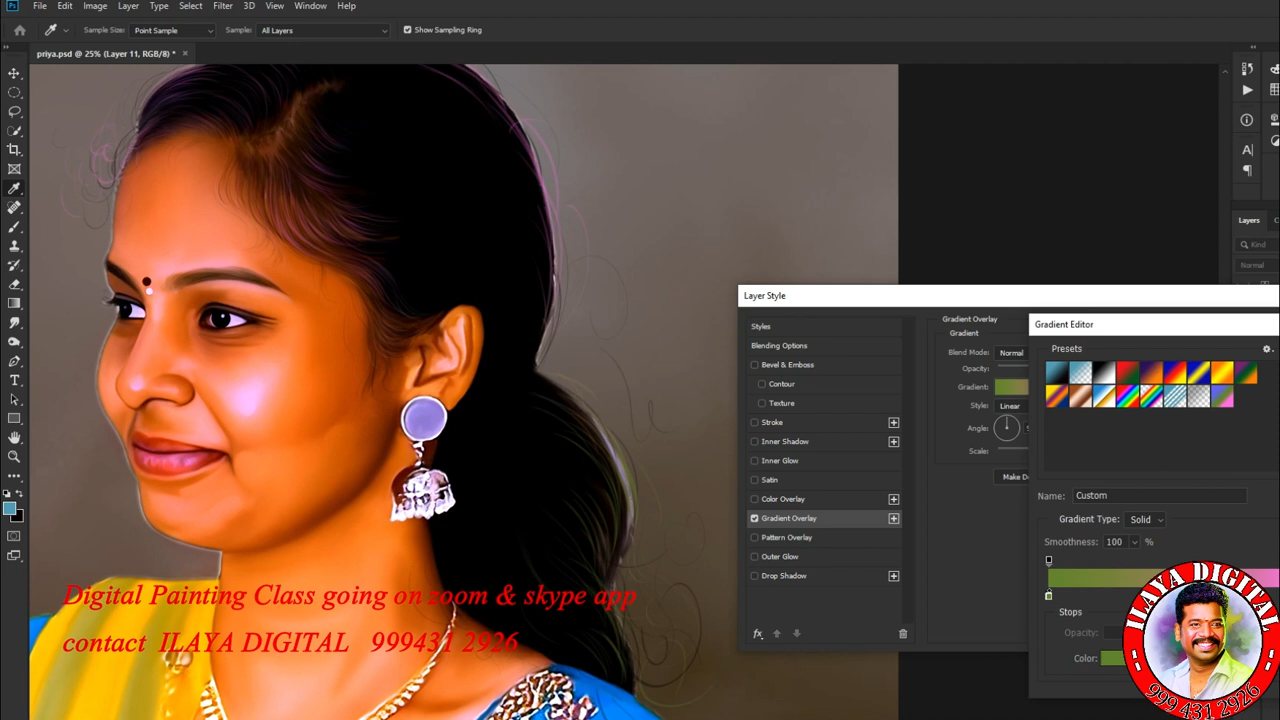 Ps File Edit Image Layer Type Select Filter 3D View Window Help
Sample Size: Point Sample Sample: All Layers Show Sampling Ring
priya.psd @ 25% (Layer 11, RGB/8) * ×
Layers
Kind
Normal
Layer Style
Styles
Blending Options
Bevel & Emboss
Contour
Texture
Stroke
Inner Shadow
Inner Glow
Satin
Color Overlay
Gradient Overlay
Pattern Overlay
Outer Glow
Drop Shadow
fx
Gradient Overlay
Gradient
Blend Mode: Normal
Opacity:
Gradient:
Style: Linear
Angle:
Scale:
Gradient Editor
Presets
Name: Custom
Gradient Type: Solid
Smoothness: 100 %
Stops
Opacity:
Color:
Digital Painting Class going on zoom & skype app
contact ILAYA DIGITAL 999431 2926
ILAYA DIGITAL
999 431 2926